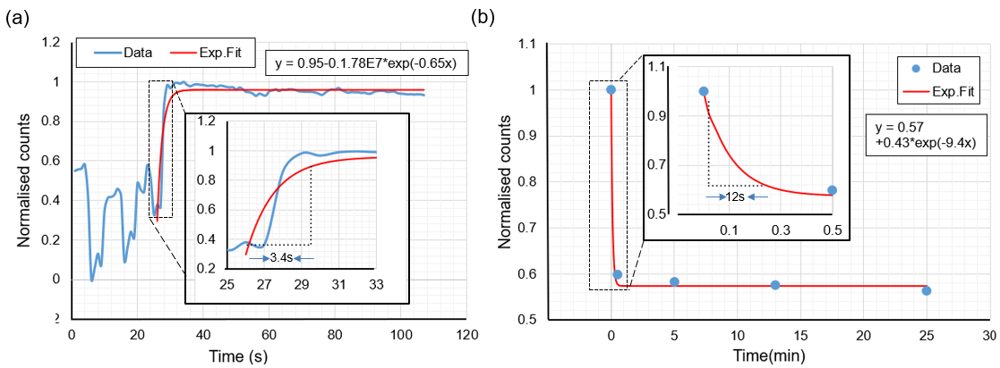 (a)
1.2
1
0.8
0.6
0.4
0.2
0
2
Normalised counts
Data
Exp.Fit
y = 0.95-0.1.78E7*exp(-0.65x)
1.2
1
0.8
0.6
0.4
0.2
3.4s
25 27 29 31 33
0 20 40 60 80 100 120
Time (s)
(b)
1.1
1
0.9
0.8
0.7
0.6
0.5
Normalised counts
1.1
0.9
0.7
0.5
12s
0.1 0.3 0.5
Data
Exp.Fit
y = 0.57
+0.43*exp(-9.4x)
0 5 10 15 20 25 30
Time(min)